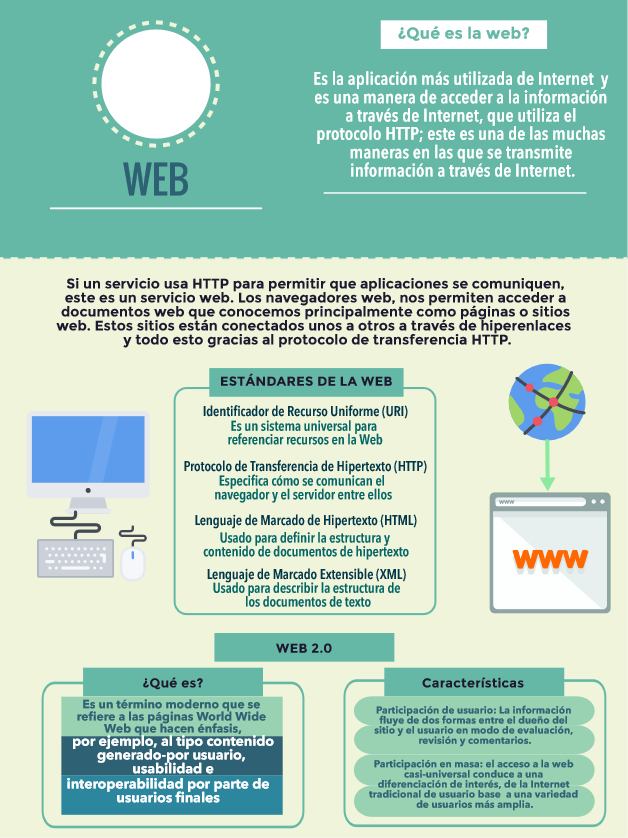 ¿Qué es la web?
Es la aplicación más utilizada de Internet y
es una manera de acceder a la información
a través de Internet, que utiliza el
protocolo HTTP; este es una de las muchas
maneras en las que se transmite
información a través de Internet.
WEB
Si un servicio usa HTTP para permitir que aplicaciones se comuniquen,
este es un servicio web. Los navegadores web, nos permiten acceder a
documentos web que conocemos principalmente como páginas o sitios
web. Estos sitios están conectados unos a otros a través de hiperenlaces
y todo esto gracias al protocolo de transferencia HTTP.
ESTÁNDARES DE LA WEB
Identificador de Recurso Uniforme (URI)
Es un sistema universal para
referenciar recursos en la Web
Protocolo de Transferencia de Hipertexto (HTTP)
Especifica cómo se comunican el
navegador y el servidor entre ellos
Lenguaje de Marcado de Hipertexto (HTML)
Usado para definir la estructura y
contenido de documentos de hipertexto
Lenguaje de Marcado Extensible (XML)
Usado para describir la estructura de
los documentos de texto
www
www
WEB 2.0
¿Qué es?
Es un término moderno que se
refiere a las páginas World Wide
Web que hacen énfasis,
por ejemplo, al tipo contenido
generado-por usuario,
usabilidad e
interoperabilidad por parte de
usuarios finales
Características
Participación de usuario: La información
fluye de dos formas entre el dueño del
sitio y el usuario en modo de evaluación,
revisión y comentarios.
Participación en masa: el acceso a la web
casi-universal conduce a una
diferenciación de interés, de la Internet
tradicional de usuario base a una variedad
de usuarios más amplia.